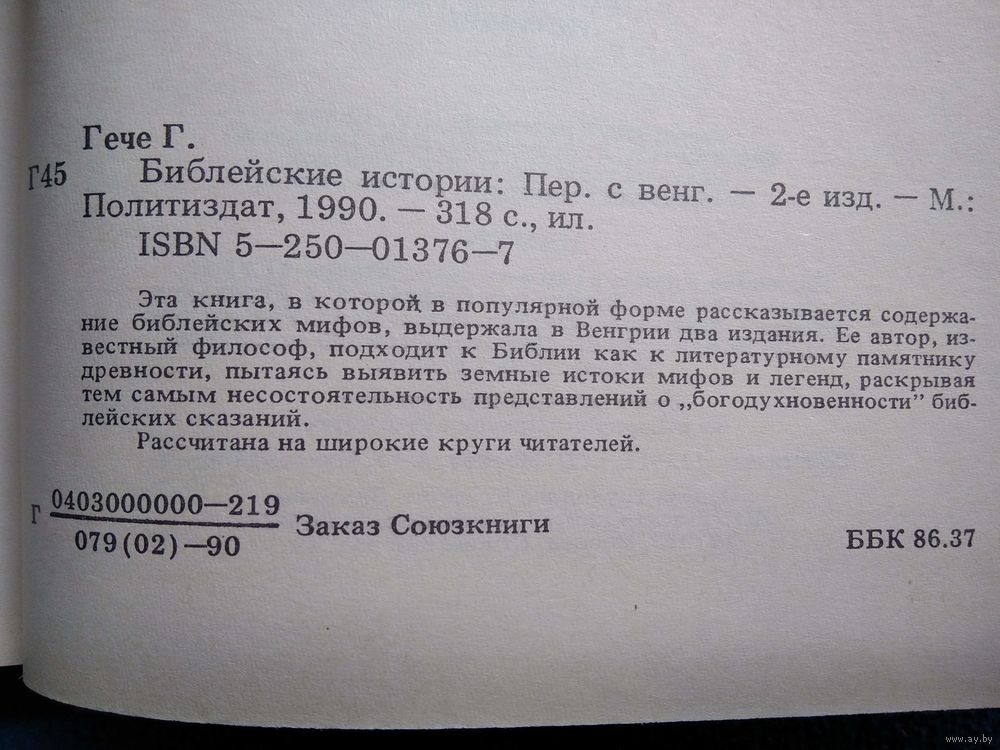 Гече Г.
Г45 Библейские истории: Пер. с венг. — 2-е изд. — М.:
Политиздат, 1990. — 318 с., ил.
ISBN 5—250—01376—7
Эта книга, в которой в популярной форме рассказывается содержа-
ние библейских мифов, выдержала в Венгрии два издания. Ее автор, из-
вестный философ, подходит к Библии как к литературному памятнику
древности, пытаясь выявить земные истоки мифов и легенд, раскрывая
тем самым несостоятельность представлений о „богодухновенности” биб-
лейских сказаний.
Рассчитана на широкие круги читателей.
Г 0403000000—219
079(02)—90
Заказ Союзкниги
ББК 86.37
www.ay.by